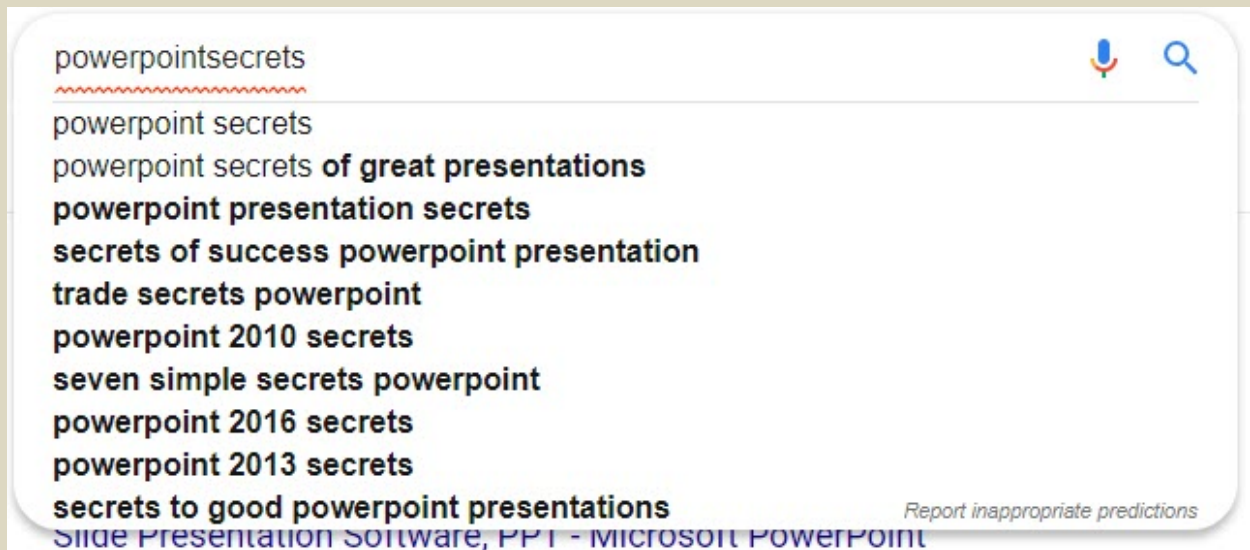 powerpointsecrets
powerpoint secrets
powerpoint secrets of great presentations
powerpoint presentation secrets
secrets of success powerpoint presentation
trade secrets powerpoint
powerpoint 2010 secrets
seven simple secrets powerpoint
powerpoint 2016 secrets
powerpoint 2013 secrets
secrets to good powerpoint presentations
Report inappropriate predictions
Slide Presentation Software, PPT - Microsoft PowerPoint